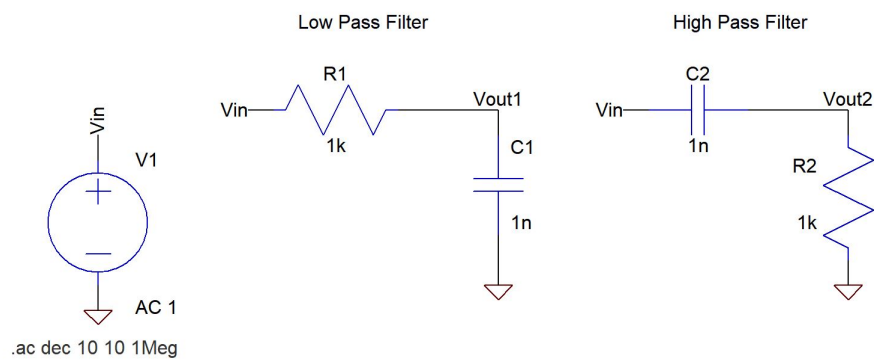 Low Pass Filter
High Pass Filter
R1
C2
Vin
Vout1
Vin
Vout2
Vin
1k
1n
V1
C1
R2
1n
1k
AC 1
.ac dec 10 10 1Meg